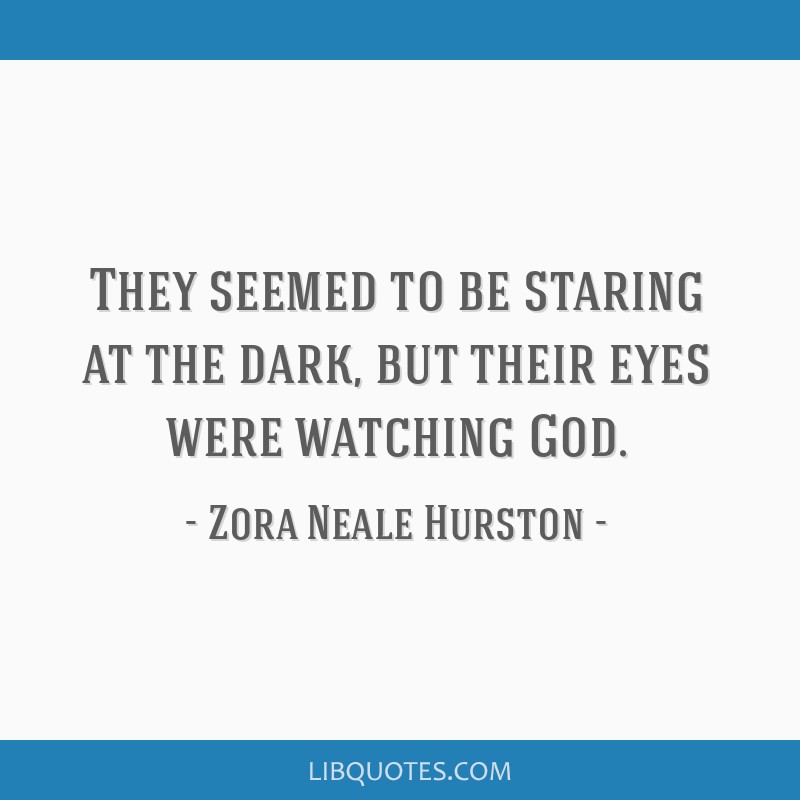 They seemed to be staring
at the dark, but their eyes
were watching God.
- Zora Neale Hurston -
LIBQUOTES.COM